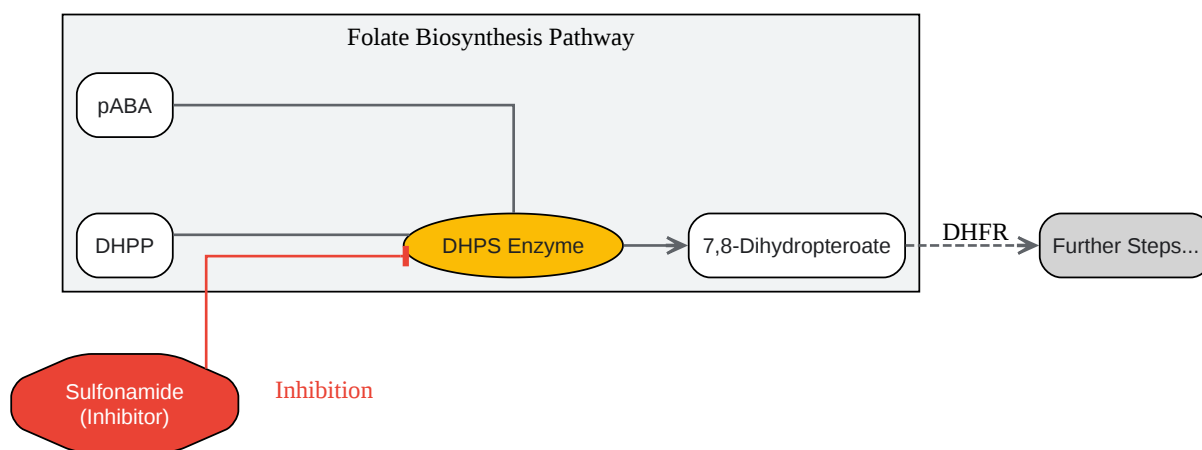 Folate Biosynthesis Pathway
pABA
DHPP
DHPS Enzyme
7,8-Dihydropteroate
DHFR
Further Steps...
Sulfonamide
(Inhibitor)
Inhibition